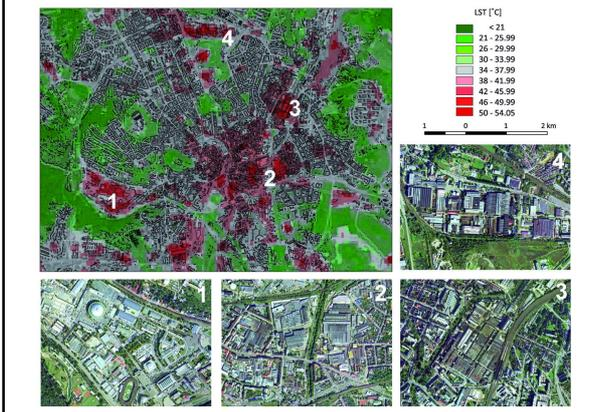 4
3
2
1
LST [˚C]
< 21
21 - 25.99
26 - 29.99
30 - 33.99
34 - 37.99
38 - 41.99
42 - 45.99
46 - 49.99
50 - 54.05
1 0 1 2 km
4
1
2
3